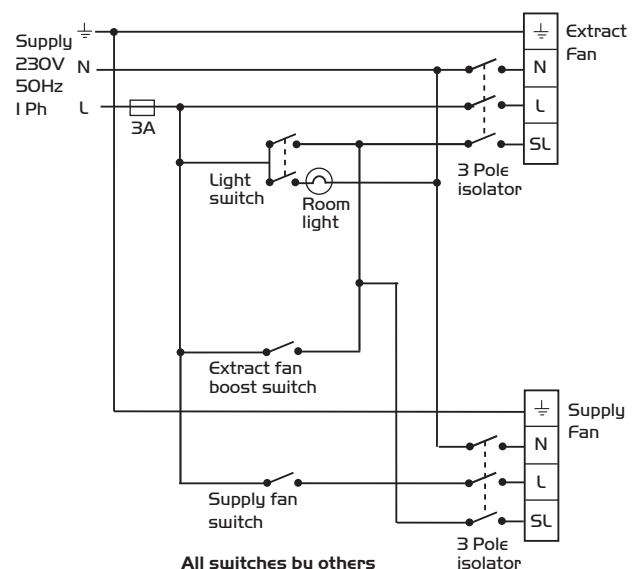 Supply
230V
50Hz
1 Ph
N
L
3A
Extract
Fan
N
L
SL
3 Pole
isolator
Light
switch
Room
light
Extract fan
boost switch
Supply
Fan
N
L
SL
Supply fan
switch
3 Pole
isolator
All switches by others